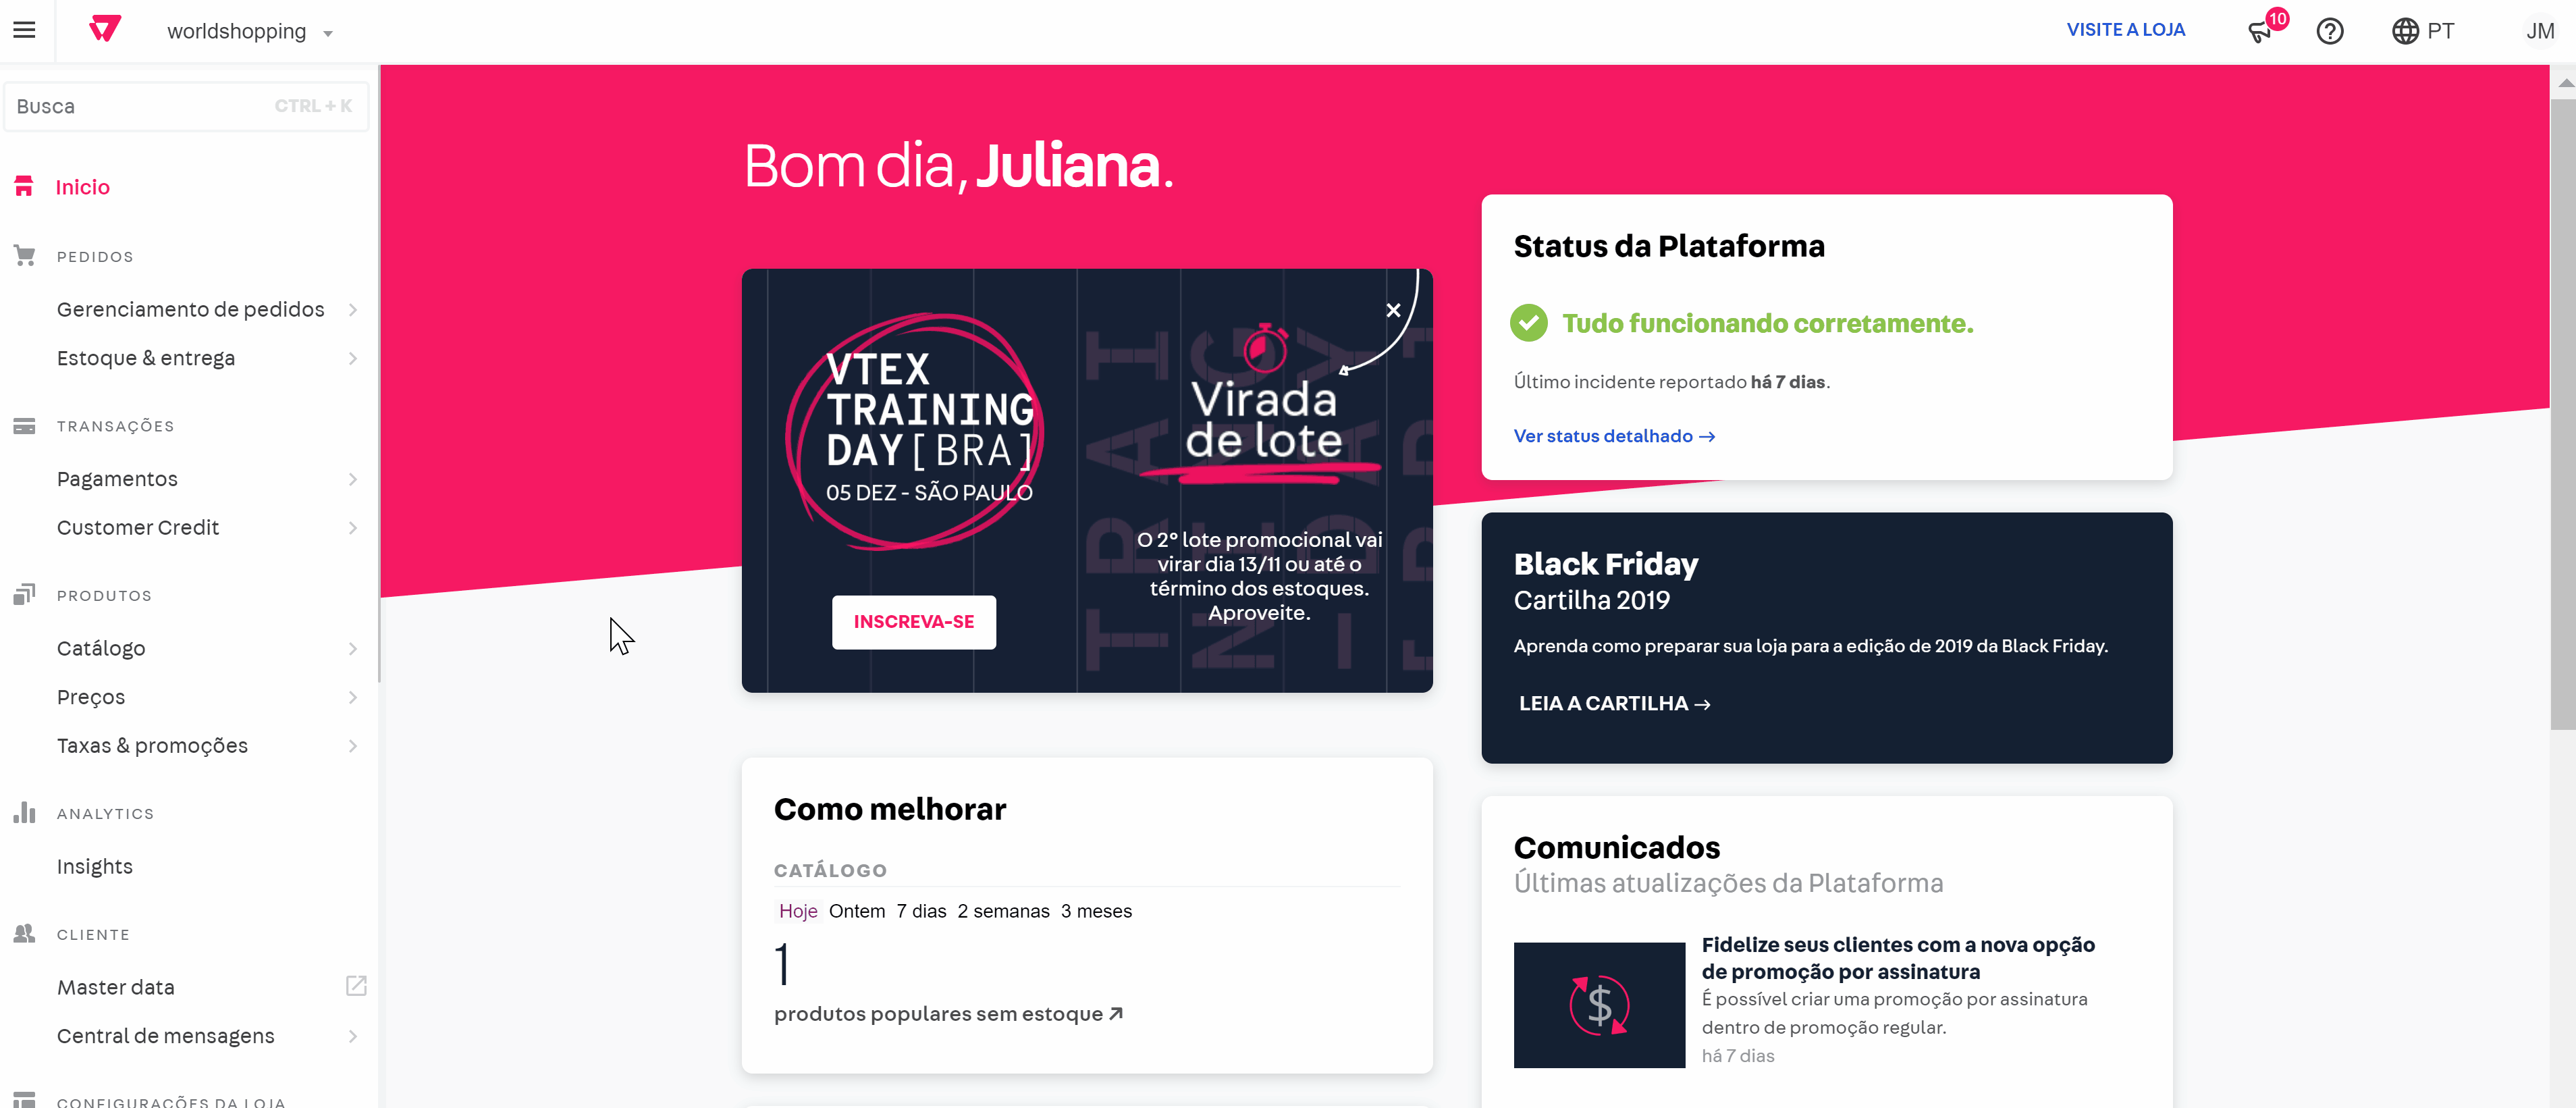 worldshopping
VISITE A LOJA
10
PT
JM
Busca
CTRL + K
Inicio
PEDIDOS
Gerenciamento de pedidos
Estoque & entrega
TRANSAÇÕES
Pagamentos
Customer Credit
PRODUTOS
Catálogo
Preços
Taxas & promoções
ANALYTICS
Insights
CLIENTE
Master data
Central de mensagens
CONFIGURAÇÕES DA LOJA
Bom dia, Juliana.
VTEX
TRAINING
DAY [BRA]
05 DEZ - SÃO PAULO
INSCREVA-SE
Virada
de lote
O 2º lote promocional vai
virar dia 13/11 ou até o
término dos estoques.
Aproveite.
Como melhorar
CATÁLOGO
Hoje Ontem 7 dias 2 semanas 3 meses
1
produtos populares sem estoque
Status da Plataforma
Tudo funcionando corretamente.
Último incidente reportado há 7 dias.
Ver status detalhado →
Black Friday
Cartilha 2019
Aprenda como preparar sua loja para a edição de 2019 da Black Friday.
LEIA A CARTILHA →
Comunicados
Últimas atualizações da Plataforma
Fidelize seus clientes com a nova opção
de promoção por assinatura
É possível criar uma promoção por assinatura
dentro de promoção regular.
há 7 dias